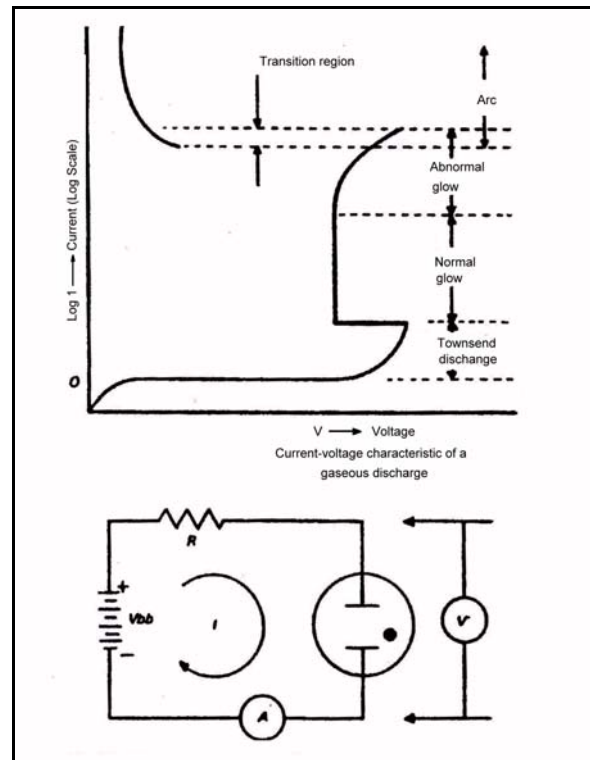 Transition region
Arc
Abnormal
glow
Log 1 → Current (Log Scale)
Normal
glow
Townsend
dischange
O
V → Voltage
Current-voltage characteristic of a
gaseous discharge
R
+
Vbb
−
I
V
A